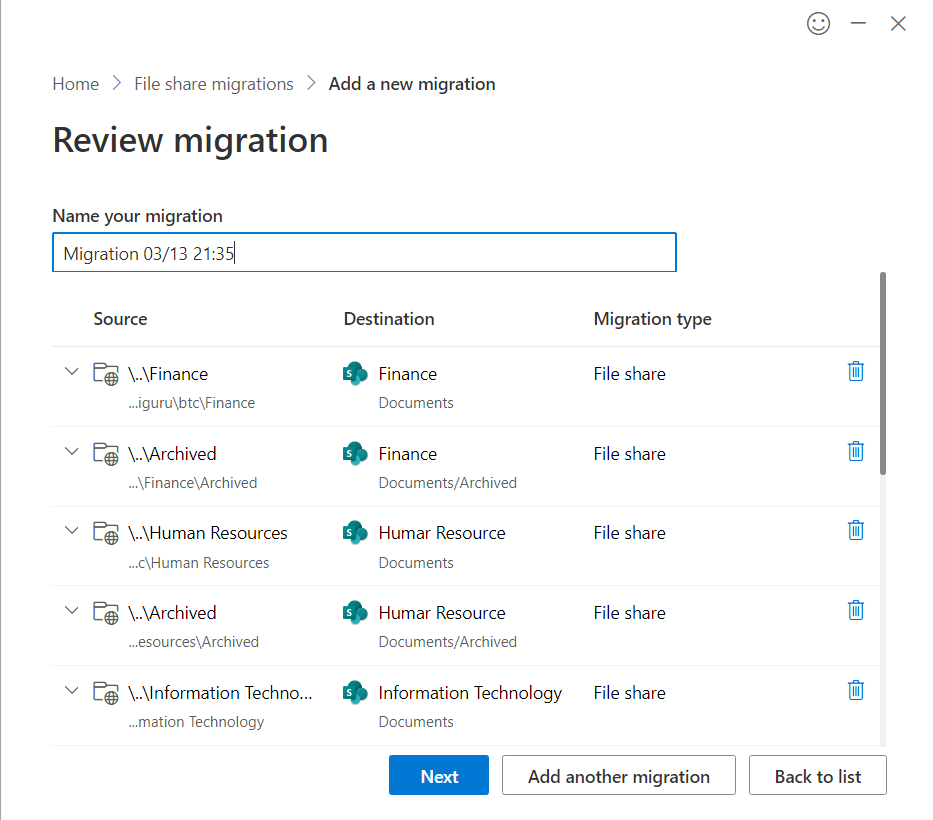 Home > File share migrations > Add a new migration
Review migration
Name your migration
Migration 03/13 21:35
Source Destination Migration type
\..\Finance Finance File share
...iguru\btc\Finance Documents
\..\Archived Finance File share
...\Finance\Archived Documents/Archived
\..\Human Resources Humar Resource File share
...c\Human Resources Documents
\..\Archived Humar Resource File share
...esources\Archived Documents/Archived
\..\Information Techno... Information Technology File share
...mation Technology Documents
Next Add another migration Back to list